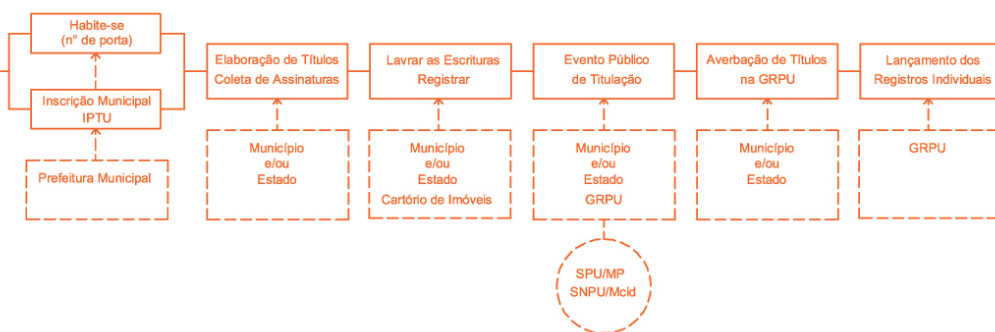 Habite-se
(n° de porta)
Inscrição Municipal
IPTU
Prefeitura Municipal
Elaboração de Títulos
Coleta de Assinaturas
Município
e/ou
Estado
Lavrar as Escrituras
Registrar
Município
e/ou
Estado
Cartório de Imóveis
Evento Público
de Titulação
Município
e/ou
Estado
GRPU
SPU/MP
SNPU/Mcid
Averbação de Títulos
na GRPU
Município
e/ou
Estado
Lançamento dos
Registros Individuais
GRPU